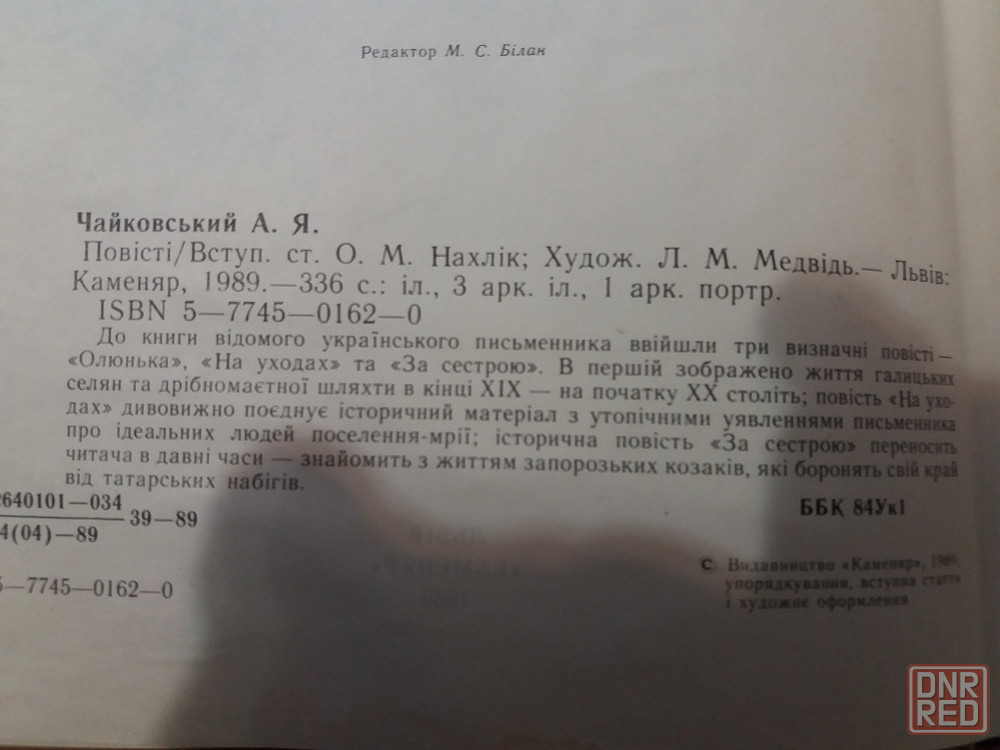 Редактор М. С. Білан
Чайковський А. Я.
Повісті/Вступ. ст. О. М. Нахлік; Худож. Л. М. Медвідь.— Львів:
Каменяр, 1989.—336 с.: іл., 3 арк. іл., 1 арк. портр.
ISBN 5—7745—0162—0
До книги відомого українського письменника ввійшли три визначні повісті —
«Олюнька», «На уходах» та «За сестрою». В першій зображено життя галицьких
селян та дрібномаєтної шляхти в кінці XIX — на початку XX століть; повість «На ухо-
дах» дивовижно поєднує історичний матеріал з утопічними уявленнями письменника
про ідеальних людей поселення-мрії; історична повість «За сестрою» переносить
читача в давні часи — знайомить з життям запорозьких козаків, які боронять свій край
від татарських набігів.
2640101—034
39—89
4(04)—89
ББК 84Ук1
5—7745—0162—0
© Видавництво «Каменяр», 1989,
упорядкування, вступна стаття
і художнє оформлення
DNR
RED